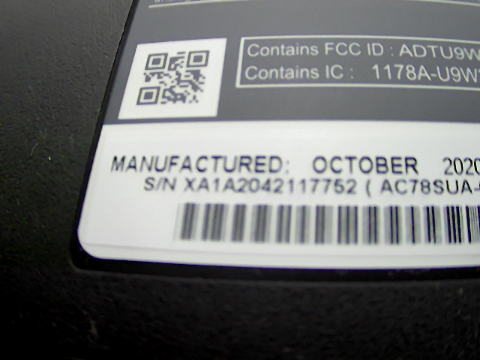 Contains FCC ID : ADTU9W
Contains IC : 1178A-U9W
MANUFACTURED: OCTOBER 2020
S/N XA1A2042117752 ( AC78SUA-